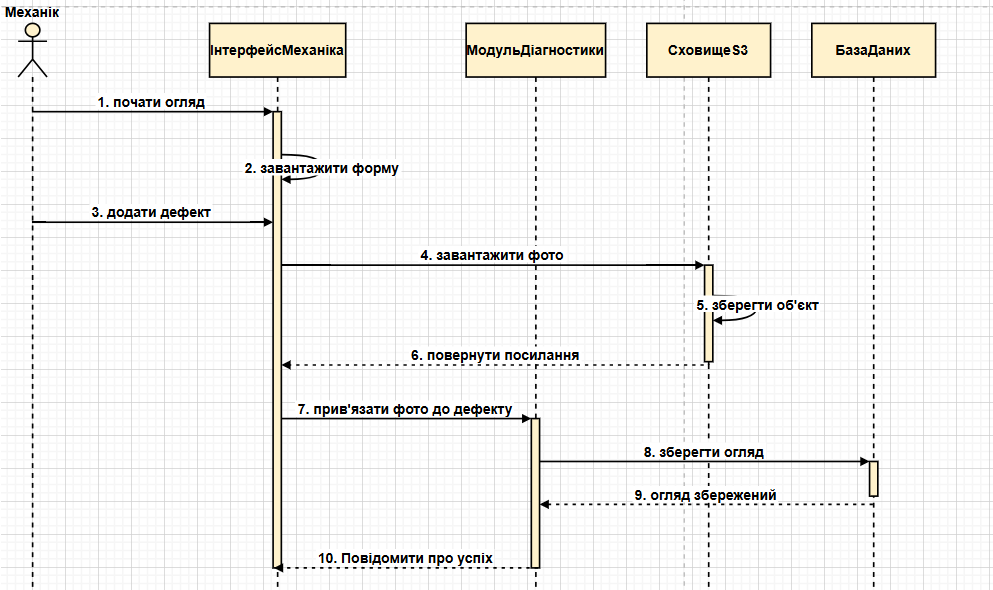 Механік
ІнтерфейсМеханіка
МодульДіагностики
СховищеS3
БазаДаних
1. почати огляд
2. завантажити форму
3. додати дефект
4. завантажити фото
5. зберегти об'єкт
6. повернути посилання
7. прив'язати фото до дефекту
8. зберегти огляд
9. огляд збережений
10. Повідомити про успіх